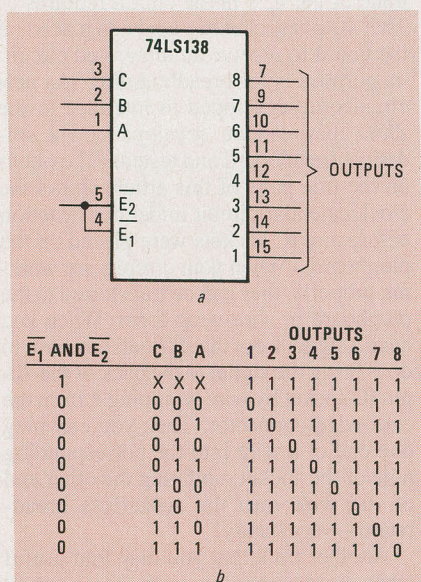 74LS138
3 C 8 7
2 B 7 9
1 A 6 10
5 11
4 12
5 E̅₂ 3 13
4 E̅₁ 2 14
1 15
OUTPUTS
a
OUTPUTS
E̅₁ AND E̅₂ C B A 1 2 3 4 5 6 7 8
1 X X X 1 1 1 1 1 1 1 1
0 0 0 0 0 1 1 1 1 1 1 1
0 0 0 1 1 0 1 1 1 1 1 1
0 0 1 0 1 1 0 1 1 1 1 1
0 0 1 1 1 1 1 0 1 1 1 1
0 1 0 0 1 1 1 1 0 1 1 1
0 1 0 1 1 1 1 1 1 0 1 1
0 1 1 0 1 1 1 1 1 1 0 1
0 1 1 1 1 1 1 1 1 1 1 0
b